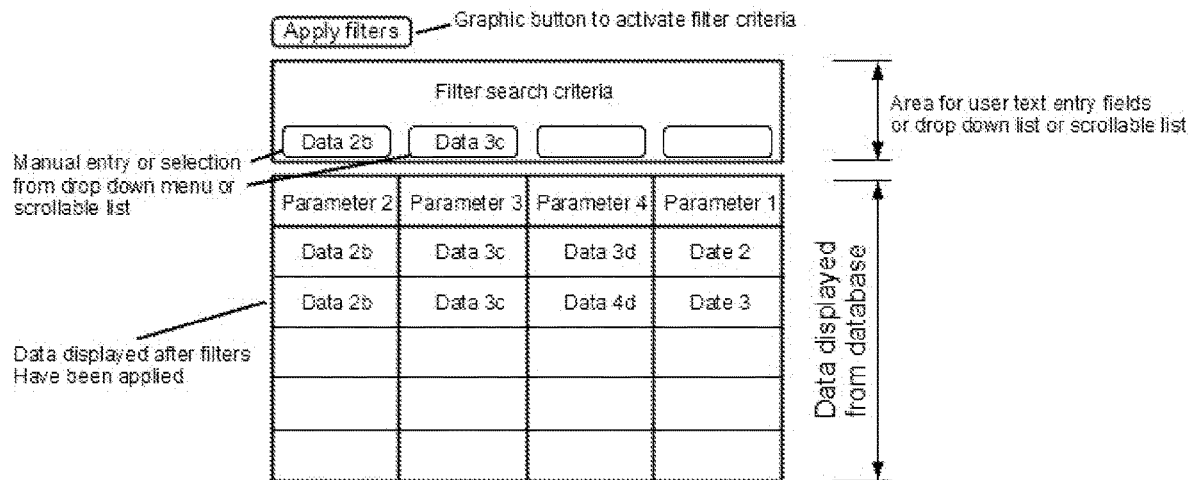 Graphic button to activate filter criteria
Apply filters
Filter search criteria
Area for user text entry fields
or drop down list or scrollable list
Data 2b Data 3c
Manual entry or selection
from drop down menu or
scrollable list
Parameter 2 Parameter 3 Parameter 4 Parameter 1
Data 2b Data 3c Data 3d Date 2
Data 2b Data 3c Data 4d Date 3
Data displayed after filters
Have been applied
Data displayed
from database